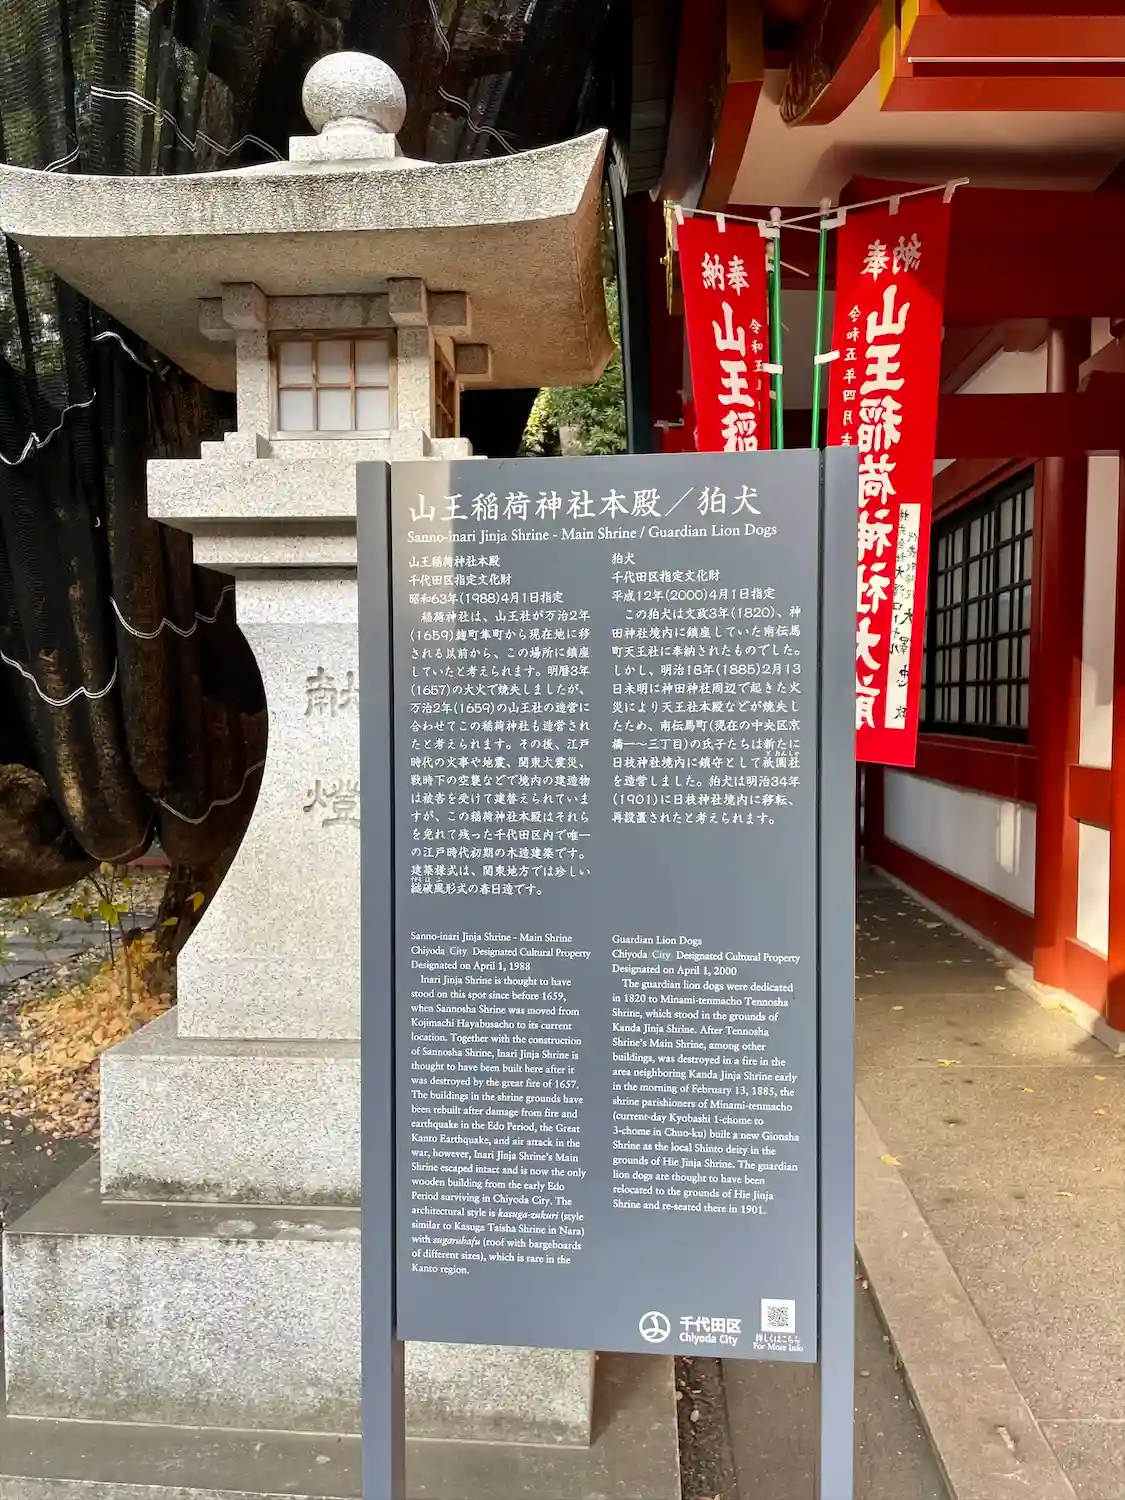 山王稲荷神社本殿／狛犬
Sanno-inari Jinja Shrine - Main Shrine / Guardian Lion Dogs
山王稲荷神社本殿
千代田区指定文化財
昭和63年(1988)4月1日指定
稲荷神社は、山王社が万治2年
(1659)麹町隼町から現在地に移
される以前から、この場所に鎮座
していたと考えられます。明暦3年
(1657)の大火で焼失しましたが、
万治2年(1659)の山王社の造営に
合わせてこの稲荷神社も造営され
たと考えられます。その後、江戸
時代の火事や地震、関東大震災、
戦時下の空襲などで境内の建造物
は被害を受けて建替えられていま
すが、この稲荷神社本殿はそれら
を免れて残った千代田区内で唯一
の江戸時代初期の木造建築です。
建築様式は、関東地方では珍しい
縋破風形式の春日造です。
狛犬
千代田区指定文化財
平成12年(2000)4月1日指定
この狛犬は文政3年(1820)、神
田神社境内に鎮座していた南伝馬
町天王社に奉納されたものでした。
しかし、明治18年(1885)2月13
日未明に神田神社周辺で起きた火
災により天王社本殿などが焼失し
たため、南伝馬町(現在の中央区京
橋一〜三丁目)の氏子たちは新たに
日枝神社境内に鎮守として祇園社
を造営しました。狛犬は明治34年
(1901)に日枝神社境内に移転、
再設置されたと考えられます。
Sanno-inari Jinja Shrine - Main Shrine
Chiyoda City Designated Cultural Property
Designated on April 1, 1988
Inari Jinja Shrine is thought to have
stood on this spot since before 1659,
when Sannosha Shrine was moved from
Kojimachi Hayabusacho to its current
location. Together with the construction
of Sannosha Shrine, Inari Jinja Shrine is
thought to have been built here after it
was destroyed by the great fire of 1657.
The buildings in the shrine grounds have
been rebuilt after damage from fire and
earthquake in the Edo Period, the Great
Kanto Earthquake, and air attack in the
war, however, Inari Jinja Shrine's Main
Shrine escaped intact and is now the only
wooden building from the early Edo
Period surviving in Chiyoda City. The
architectural style is kasuga-zukuri (style
similar to Kasuga Taisha Shrine in Nara)
with sugaruhafu (roof with bargeboards
of different sizes), which is rare in the
Kanto region.
Guardian Lion Dogs
Chiyoda City Designated Cultural Property
Designated on April 1, 2000
The guardian lion dogs were dedicated
in 1820 to Minami-tenmacho Tennosha
Shrine, which stood in the grounds of
Kanda Jinja Shrine. After Tennosha
Shrine's Main Shrine, among other
buildings, was destroyed in a fire in the
area neighboring Kanda Jinja Shrine early
in the morning of February 13, 1885, the
shrine parishioners of Minami-tenmacho
(current-day Kyobashi 1-chome to
3-chome in Chuo-ku) built a new Gionsha
Shrine as the local Shinto deity in the
grounds of Hie Jinja Shrine. The guardian
lion dogs are thought to have been
relocated to the grounds of Hie Jinja
Shrine and re-seated there in 1901.
千代田区
Chiyoda City
詳しくはこちら
For More Info
献燈
奉納
山王稲
令和五
奉納
山王稲荷神社大前
令和五年四月吉